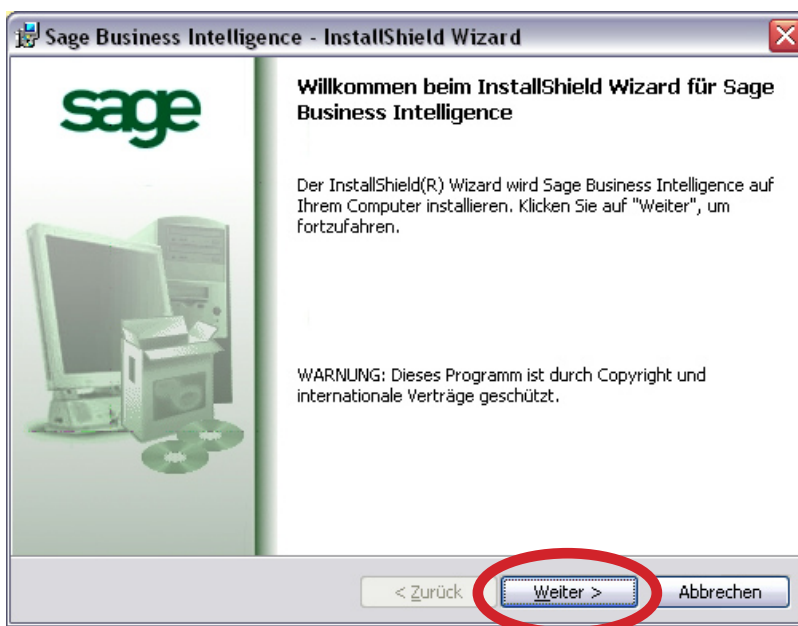 Sage Business Intelligence - InstallShield Wizard
sage
Willkommen beim InstallShield Wizard für Sage
Business Intelligence
Der InstallShield(R) Wizard wird Sage Business Intelligence auf
Ihrem Computer installieren. Klicken Sie auf "Weiter", um
fortzufahren.
WARNUNG: Dieses Programm ist durch Copyright und
internationale Verträge geschützt.
< Zurück Weiter > Abbrechen